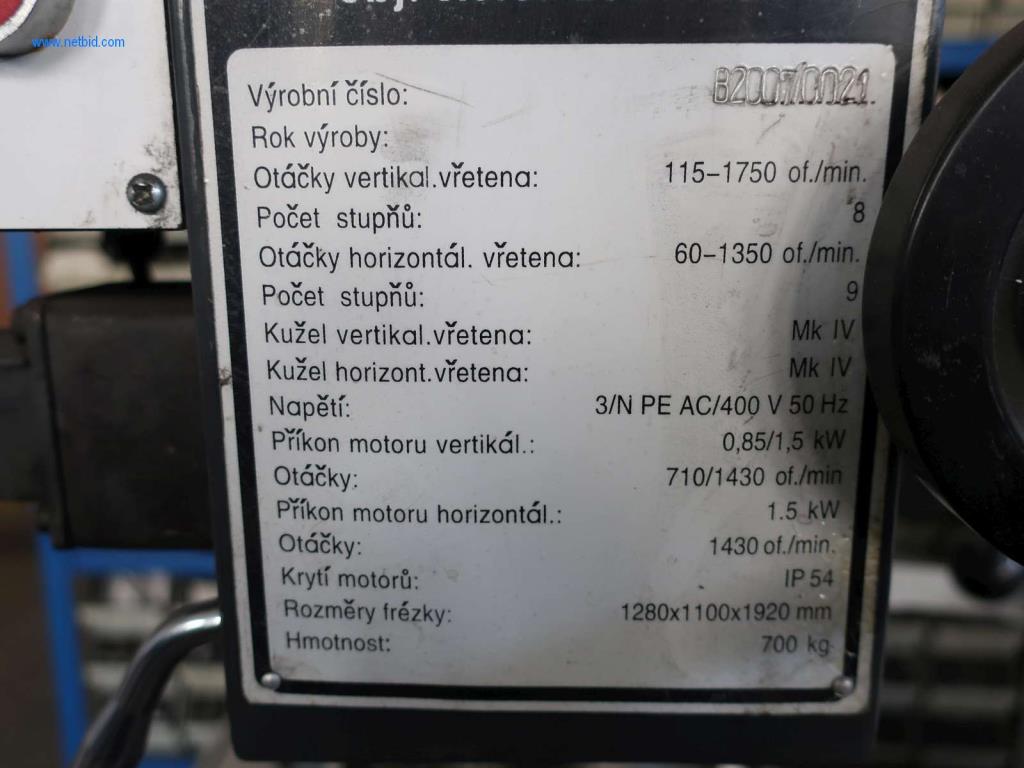 www.netbid.com
Výrobní číslo: B2007/0021.
Rok výroby:
Otáčky vertikal.vřetena: 115-1750 of./min.
Počet stupňů: 8
Otáčky horizontál. vřetena: 60-1350 of./min.
Počet stupňů: 9
Kužel vertikal.vřetena: Mk IV
Kužel horizont.vřetena: Mk IV
Napětí: 3/N PE AC/400 V 50 Hz
Příkon motoru vertikál.: 0,85/1,5 kW
Otáčky: 710/1430 of./min
Příkon motoru horizontál.: 1.5 kW
Otáčky: 1430 of./min.
Krytí motorů: IP 54
Rozměry frézky: 1280x1100x1920 mm
Hmotnost: 700 kg